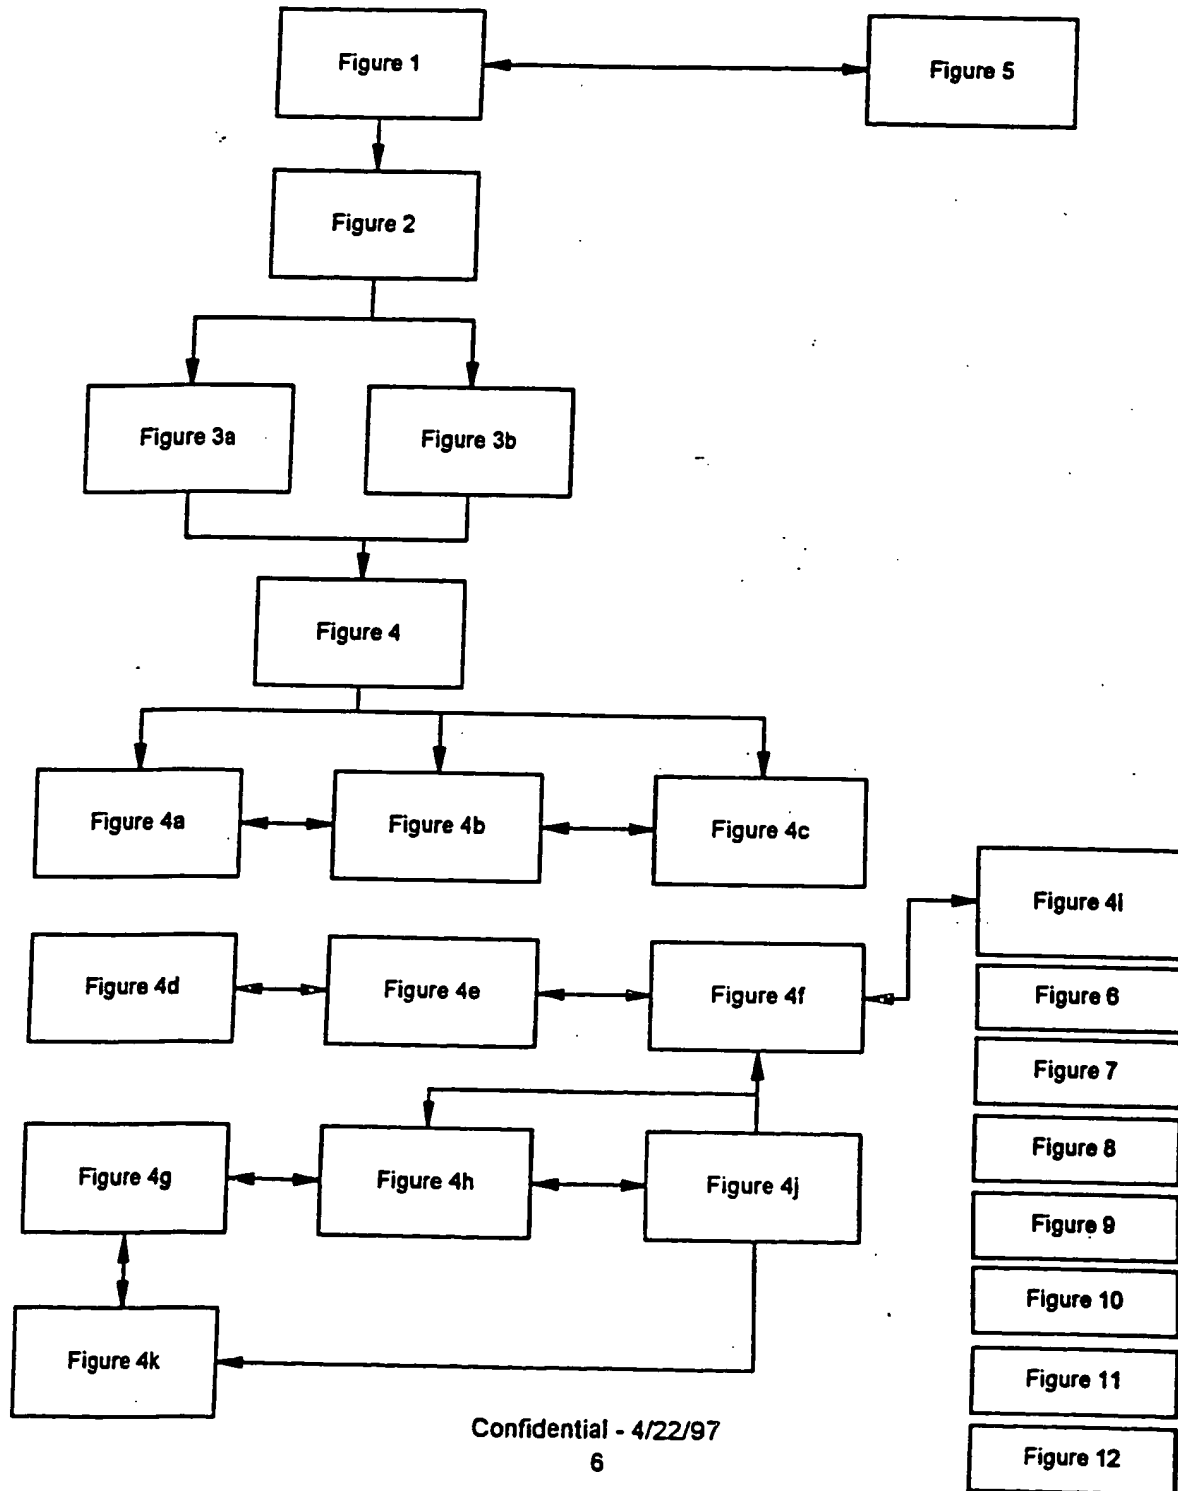 Figure 1
Figure 5
Figure 2
Figure 3a
Figure 3b
Figure 4
Figure 4a
Figure 4b
Figure 4c
Figure 4i
Figure 4d
Figure 4e
Figure 4f
Figure 6
Figure 7
Figure 8
Figure 4g
Figure 4h
Figure 4j
Figure 9
Figure 10
Figure 4k
Figure 11
Confidential - 4/22/97
Figure 12
6